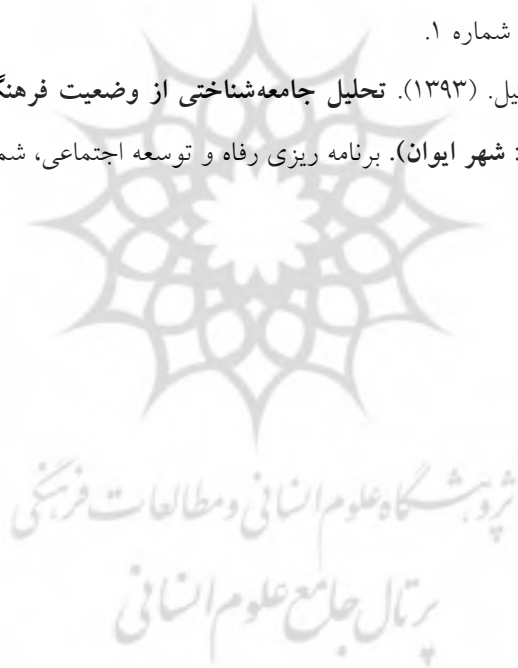 شماره ۱.
یل. (۱۳۹۳). تحلیل جامعه‌شناختی از وضعیت فرهنگ
: شهر ایوان). برنامه ریزی رفاه و توسعه اجتماعی، شم
پژوهشگاه علوم انسانی و مطالعات فرهنگی
پرتال جامع علوم انسانی